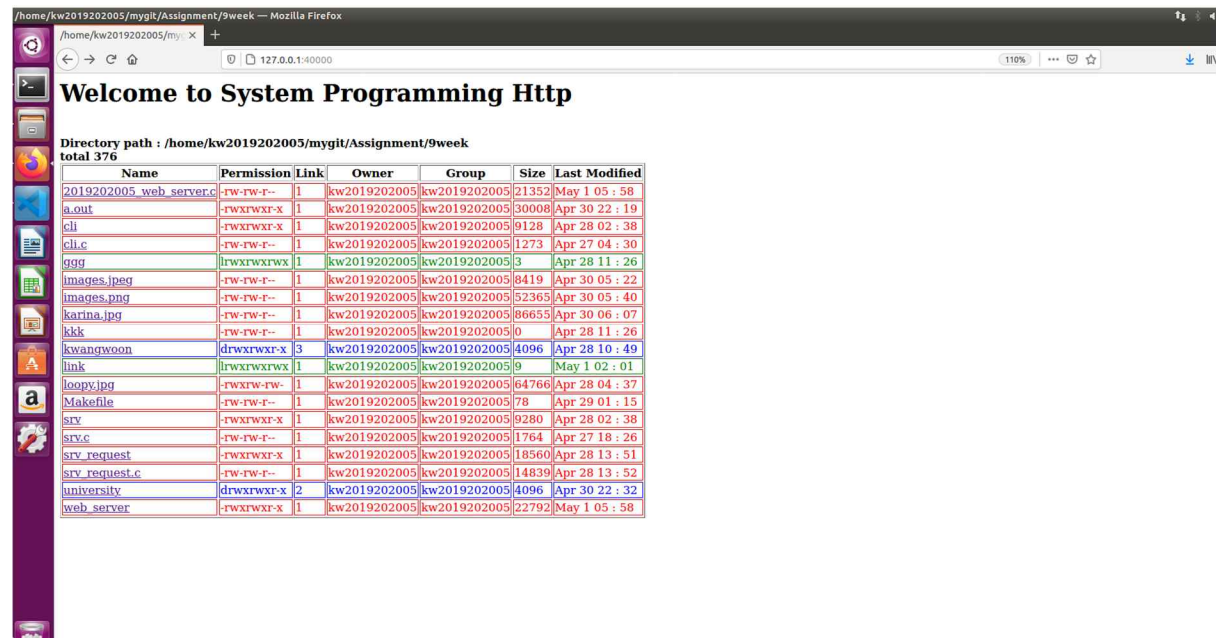 /home/kw2019202005/mygit/Assignment/9week — Mozilla Firefox
/home/kw2019202005/my
127.0.0.1:40000
110%
Welcome to System Programming Http
Directory path : /home/kw2019202005/mygit/Assignment/9week
total 376
Name Permission Link Owner Group Size Last Modified
2019202005_web_server.c -rw-rw-r-- 1 kw2019202005 kw2019202005 21352 May 1 05 : 58
a.out -rwxrwxr-x 1 kw2019202005 kw2019202005 30008 Apr 30 22 : 19
cli -rwxrwxr-x 1 kw2019202005 kw2019202005 9128 Apr 28 02 : 38
cli.c -rw-rw-r-- 1 kw2019202005 kw2019202005 1273 Apr 27 04 : 30
ggg lrwxrwxrwx 1 kw2019202005 kw2019202005 3 Apr 28 11 : 26
images.jpeg -rw-rw-r-- 1 kw2019202005 kw2019202005 8419 Apr 30 05 : 22
images.png -rw-rw-r-- 1 kw2019202005 kw2019202005 52365 Apr 30 05 : 40
karina.jpg -rw-rw-r-- 1 kw2019202005 kw2019202005 86655 Apr 30 06 : 07
kkk -rw-rw-r-- 1 kw2019202005 kw2019202005 0 Apr 28 11 : 26
kwangwoon drwxrwxr-x 3 kw2019202005 kw2019202005 4096 Apr 28 10 : 49
link lrwxrwxrwx 1 kw2019202005 kw2019202005 9 May 1 02 : 01
loopy.jpg -rwxrw-rw- 1 kw2019202005 kw2019202005 64766 Apr 28 04 : 37
Makefile -rw-rw-r-- 1 kw2019202005 kw2019202005 78 Apr 29 01 : 15
srv -rwxrwxr-x 1 kw2019202005 kw2019202005 9280 Apr 28 02 : 38
srv.c -rw-rw-r-- 1 kw2019202005 kw2019202005 1764 Apr 27 18 : 26
srv_request -rwxrwxr-x 1 kw2019202005 kw2019202005 18560 Apr 28 13 : 51
srv_request.c -rw-rw-r-- 1 kw2019202005 kw2019202005 14839 Apr 28 13 : 52
university drwxrwxr-x 2 kw2019202005 kw2019202005 4096 Apr 30 22 : 32
web_server -rwxrwxr-x 1 kw2019202005 kw2019202005 22792 May 1 05 : 58